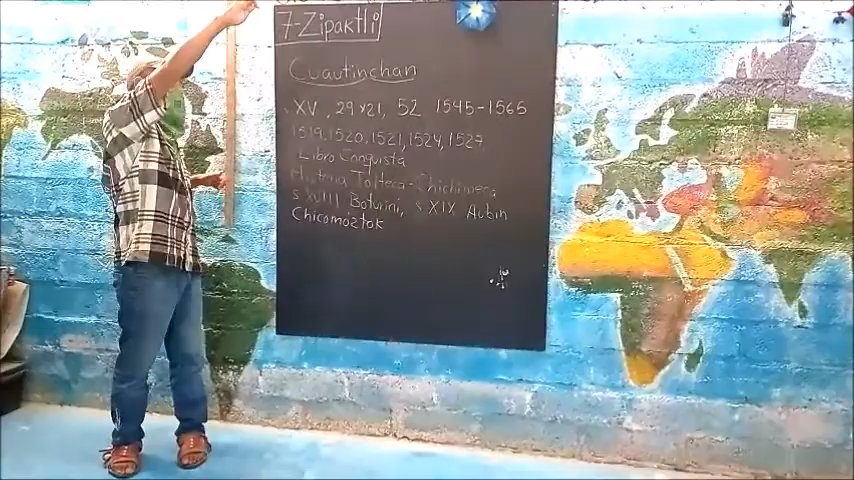 7-Zipaktli
Cuautinchan
XV, 29 x 21, 52 1545-1565
1519, 1520, 1521, 1524, 1527
Libro Conquista
Historia Tolteca-Chichimeca
s XVIII Boturini, s XIX Aubin
Chicomoztok